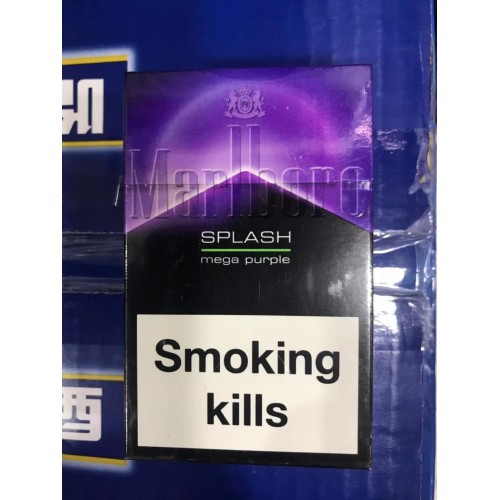 Marlboro
SPLASH
mega purple
Smoking
kills